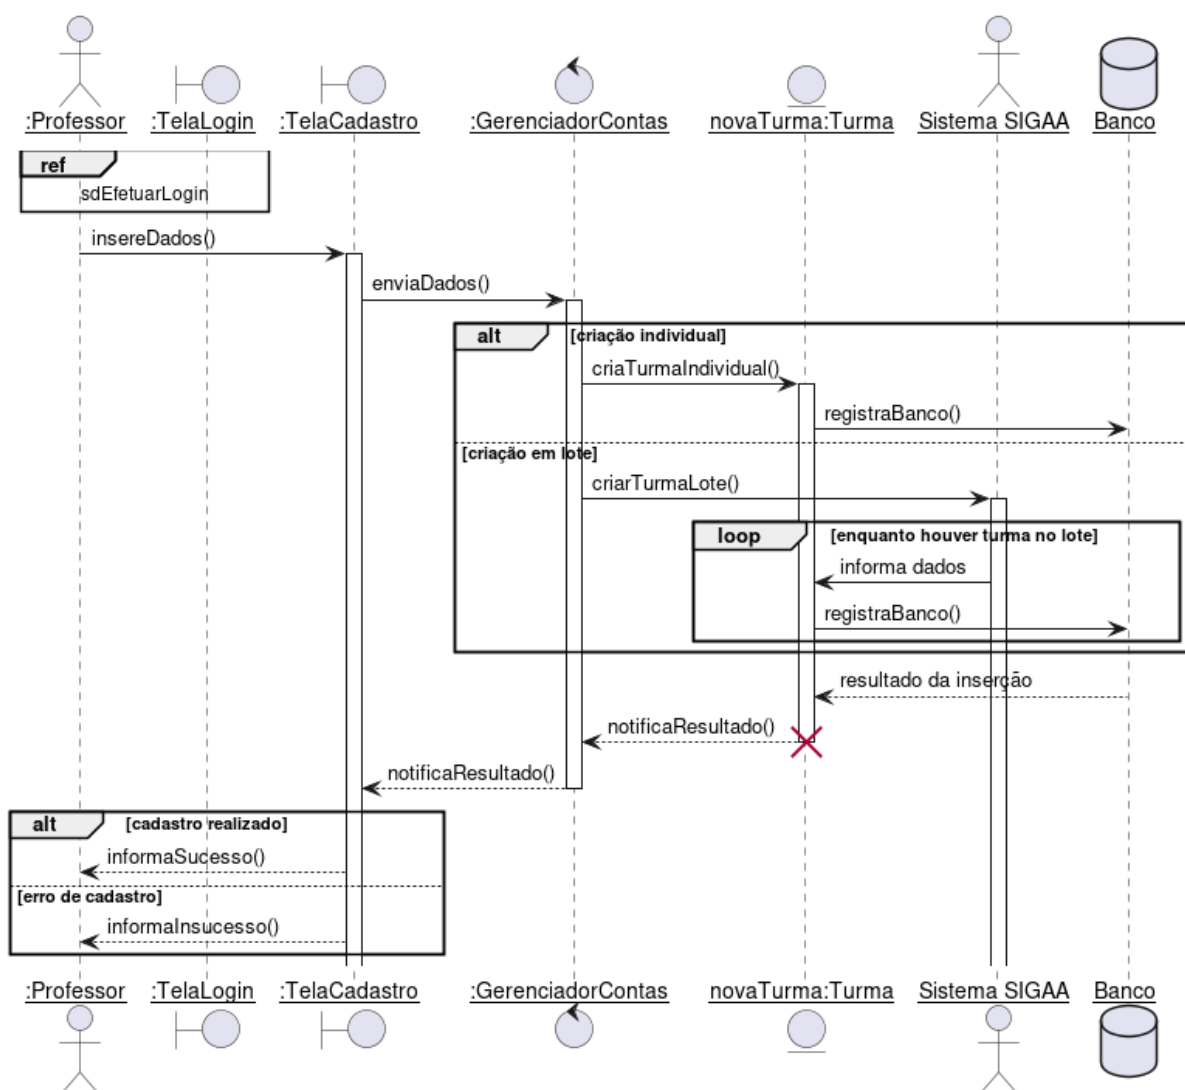 :Professor :TelaLogin :TelaCadastro :GerenciadorContas novaTurma:Turma Sistema SIGAA Banco
ref
sdEfetuarLogin
insereDados()
enviaDados()
alt [criação individual]
criaTurmaIndividual()
registraBanco()
[criação em lote]
criarTurmaLote()
loop [enquanto houver turma no lote]
informa dados
registraBanco()
resultado da inserção
notificaResultado()
notificaResultado()
alt [cadastro realizado]
informaSucesso()
[erro de cadastro]
informaInsucesso()
:Professor :TelaLogin :TelaCadastro :GerenciadorContas novaTurma:Turma Sistema SIGAA Banco